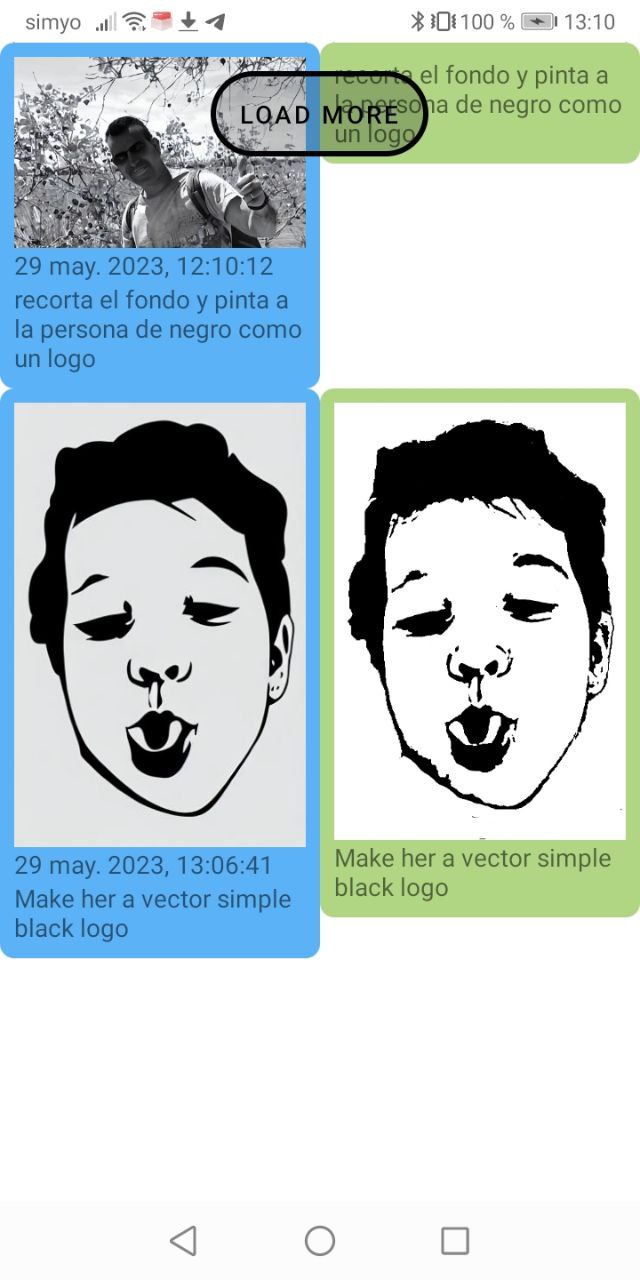 simyo 100 % 13:10
recorta el fondo y pinta a
la persona de negro como
un logo
LOAD MORE
29 may. 2023, 12:10:12
recorta el fondo y pinta a
la persona de negro como
un logo
29 may. 2023, 13:06:41
Make her a vector simple
black logo
Make her a vector simple
black logo